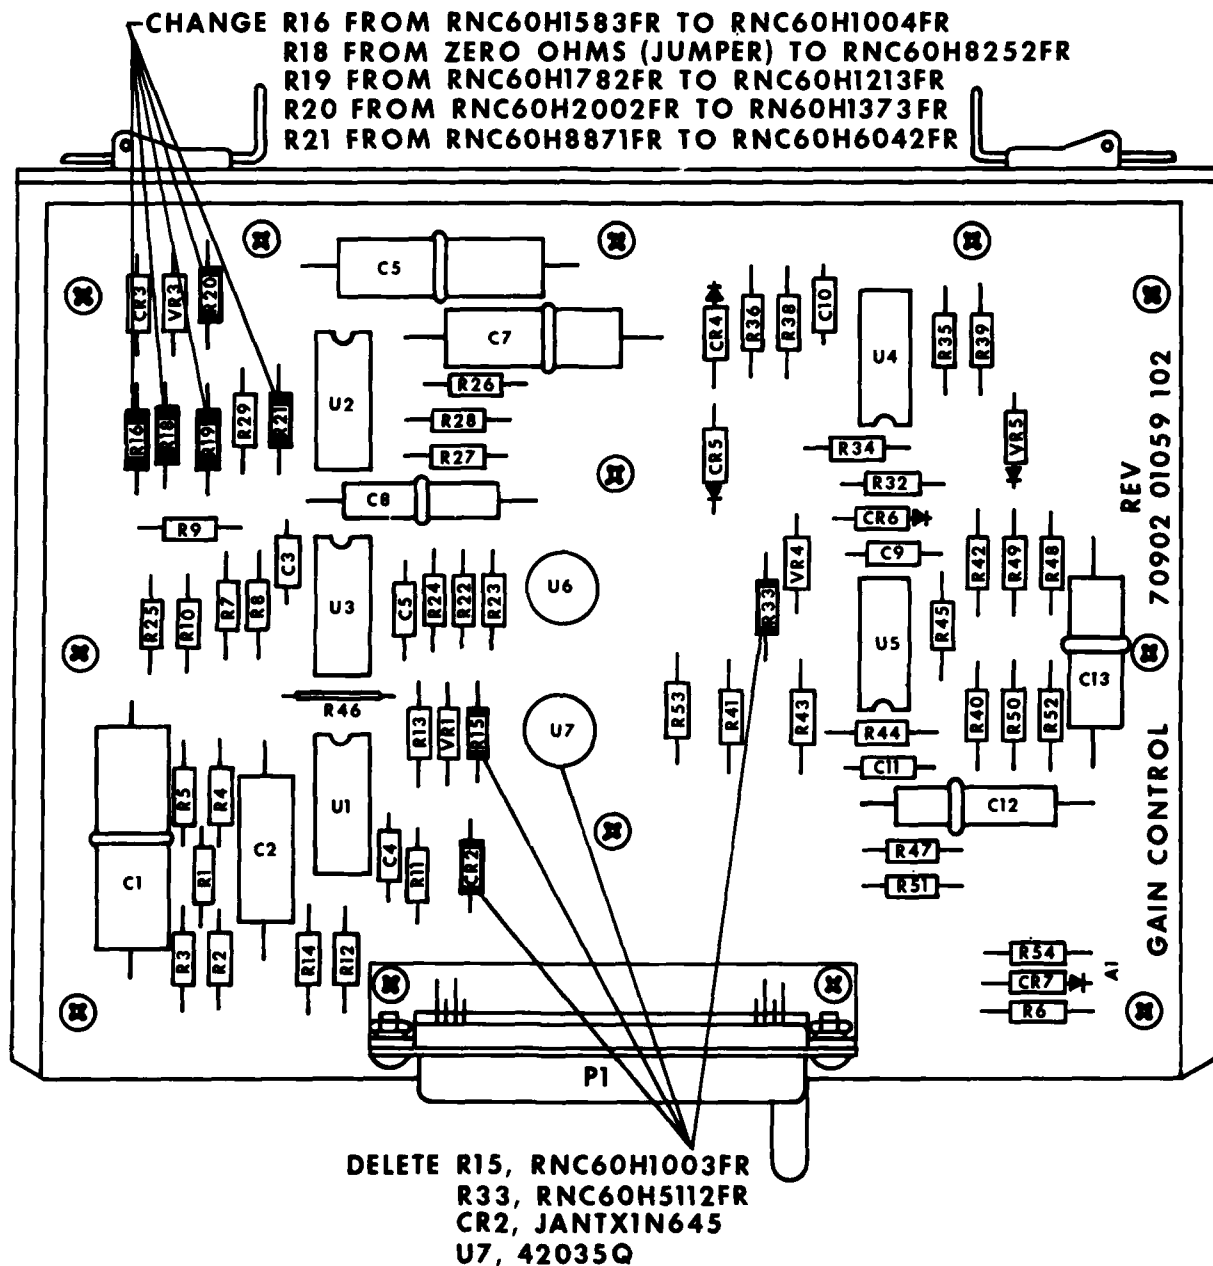 CHANGE R16 FROM RNC60H1583FR TO RNC60H1004FR
R18 FROM ZERO OHMS (JUMPER) TO RNC60H8252FR
R19 FROM RNC60H1782FR TO RNC60H1213FR
R20 FROM RNC60H2002FR TO RN60H1373FR
R21 FROM RNC60H8871FR TO RNC60H6042FR
CR3
VR3
R20
C5
C7
CR4
R36
R38
C10
U4
R35
R39
R16
R18
R19
R29
R21
U2
R26
R28
R27
C8
CR5
R34
R32
CR6
C9
VR5
REV
70902 01059 102
GAIN CONTROL
R9
C3
U3
R25
R10
R7
R8
C5
R24
R22
R23
U6
R33
VR4
U5
R45
R42
R49
R48
C13
R46
R13
VR1
R15
U7
R53
R41
R43
R44
C11
R40
R50
R52
C12
R5
R4
U1
C2
C1
R1
C4
R11
CR2
R47
R51
R3
R2
R14
R12
R54
CR7
A1
R6
P1
DELETE R15, RNC60H1003FR
R33, RNC60H5112FR
CR2, JANTX1N645
U7, 42035Q